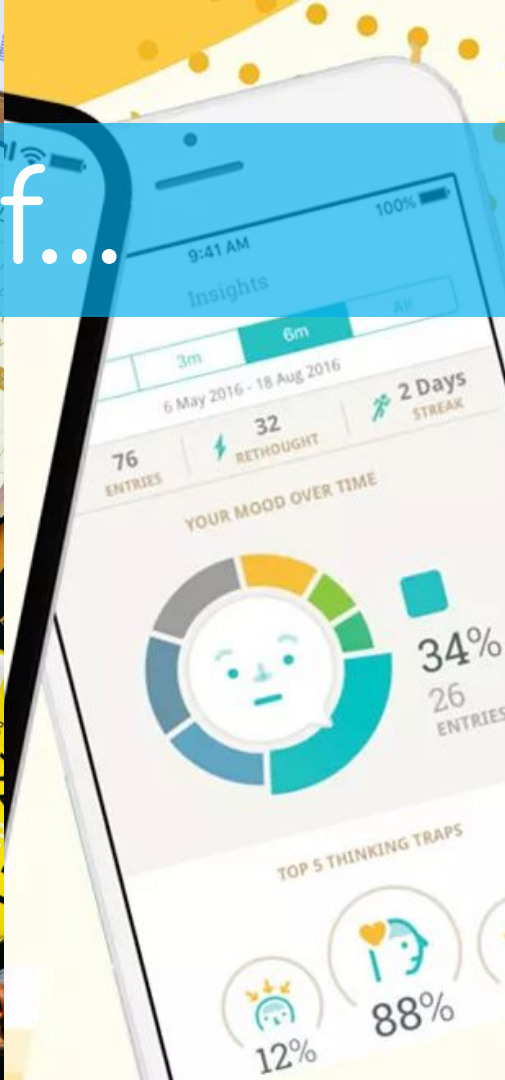 f...
100%
9:41 AM
Insights
3m 6m All
6 May 2016 - 18 Aug 2016
76 32 2 Days
ENTRIES RETHOUGHT STREAK
YOUR MOOD OVER TIME
34%
26
ENTRIES
TOP 5 THINKING TRAPS
12% 88%